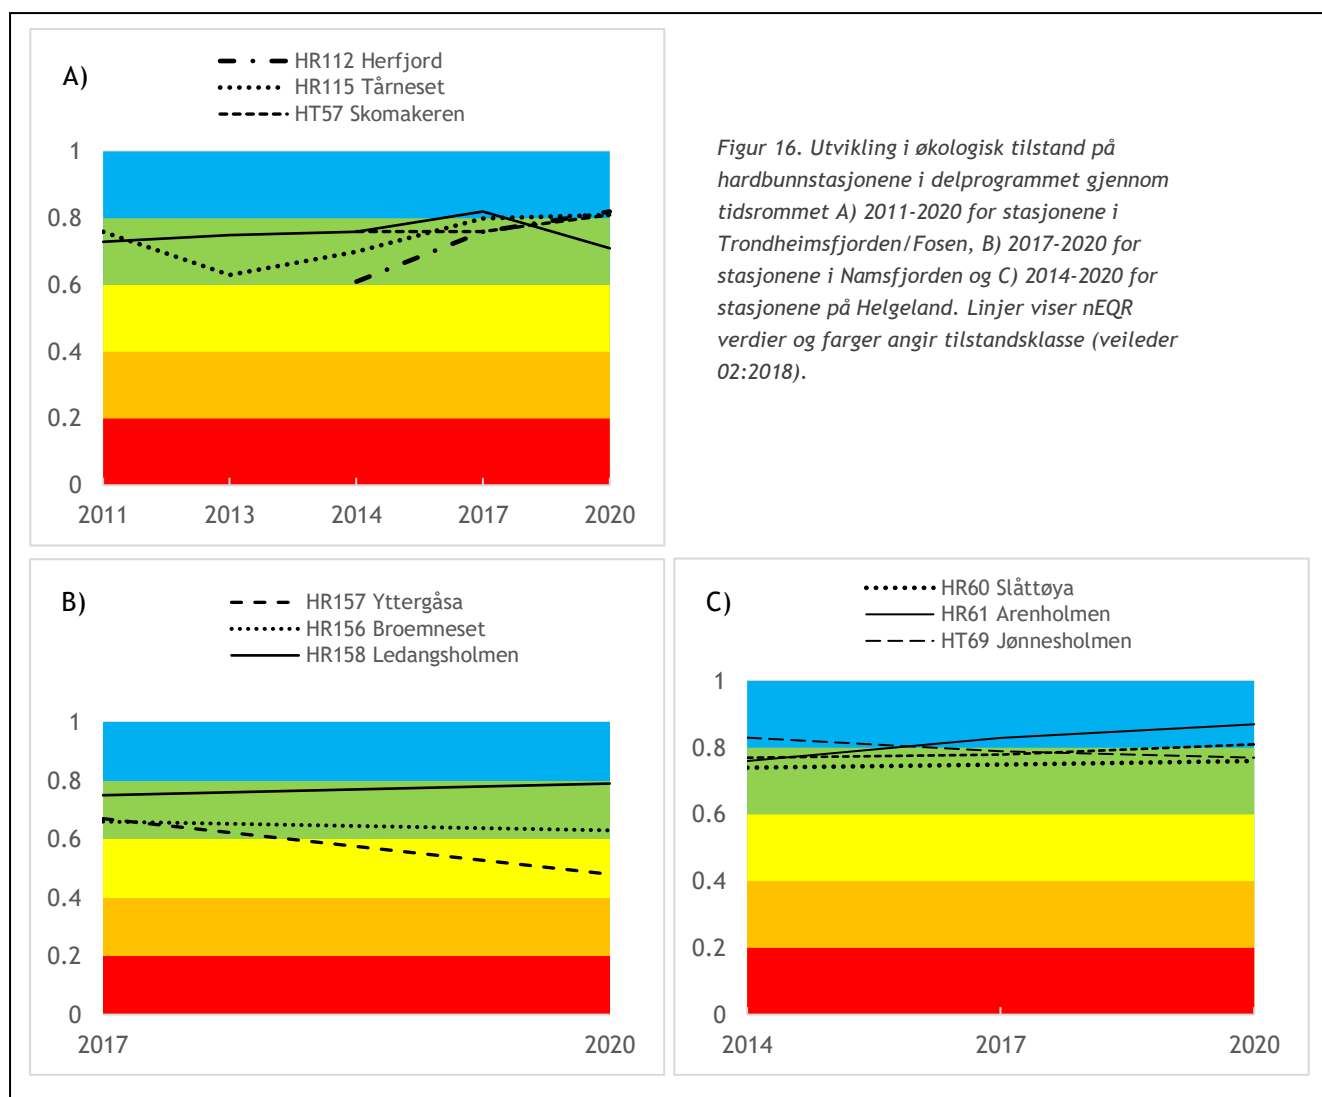 A)
HR112 Herfjord
HR115 Tårneset
HT57 Skomakeren
1
0.8
0.6
0.4
0.2
0
2011 2013 2014 2017 2020
Figur 16. Utvikling i økologisk tilstand på
hardbunnstasjonene i delprogrammet gjennom
tidsrommet A) 2011-2020 for stasjonene i
Trondheimsfjorden/Fosen, B) 2017-2020 for
stasjonene i Namsfjorden og C) 2014-2020 for
stasjonene på Helgeland. Linjer viser nEQR
verdier og farger angir tilstandsklasse (veileder
02:2018).
B)
HR157 Yttergåsa
HR156 Broemneset
HR158 Ledangsholmen
1
0.8
0.6
0.4
0.2
0
2017 2020
C)
HR60 Slåttøya
HR61 Arenholmen
HT69 Jønnesholmen
1
0.8
0.6
0.4
0.2
0
2014 2017 2020